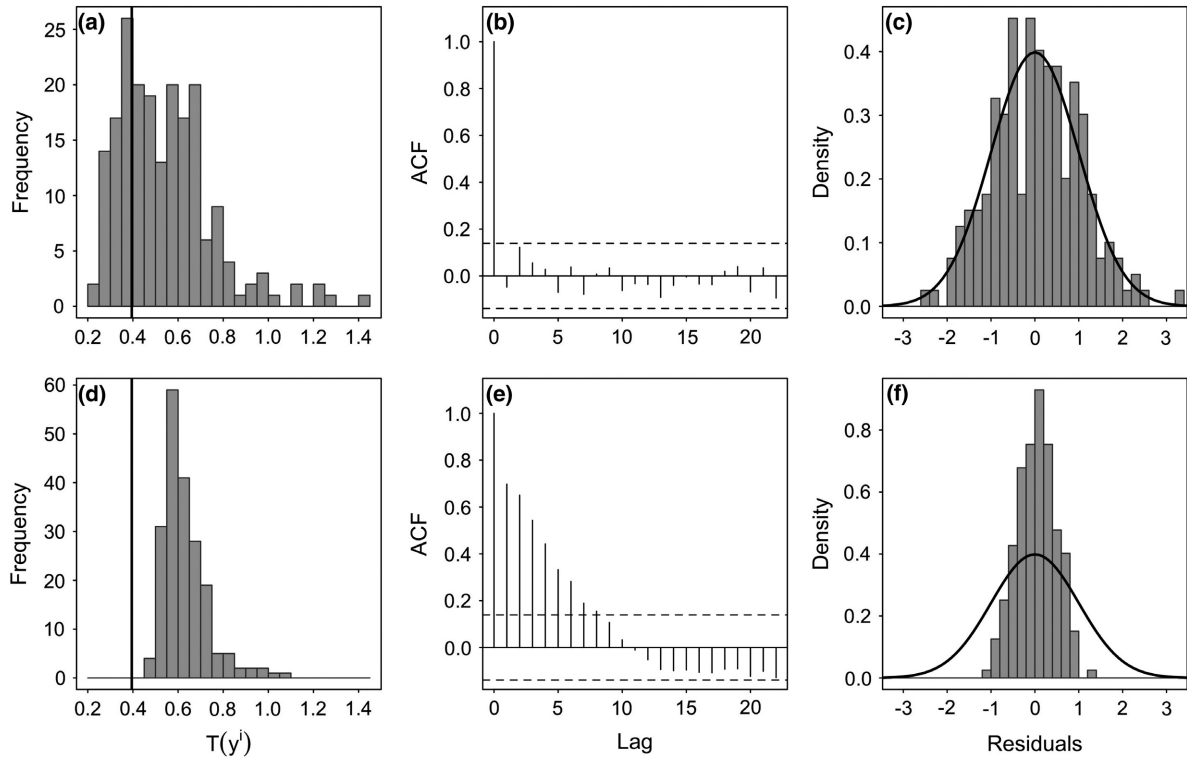 (a)
Frequency
25
20
15
10
5
0
0.2 0.4 0.6 0.8 1.0 1.2 1.4
(b)
ACF
1.0
0.8
0.6
0.4
0.2
0.0
0 5 10 15 20
(c)
Density
0.4
0.3
0.2
0.1
0.0
-3 -2 -1 0 1 2 3
(d)
Frequency
60
50
40
30
20
10
0
0.2 0.4 0.6 0.8 1.0 1.2 1.4
T(yⁱ)
(e)
ACF
1.0
0.8
0.6
0.4
0.2
0.0
0 5 10 15 20
Lag
(f)
Density
0.8
0.6
0.4
0.2
0.0
-3 -2 -1 0 1 2 3
Residuals